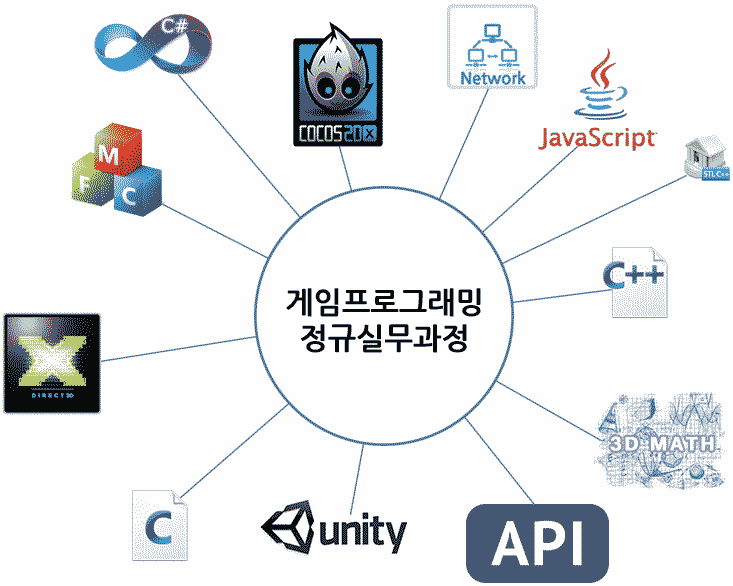 C#
COCOS2DX
Network
JavaScript
STL C++
M
F
C
C++
게임프로그래밍
정규실무과정
X
DIRECT3D
3D MATH
C
unity
API